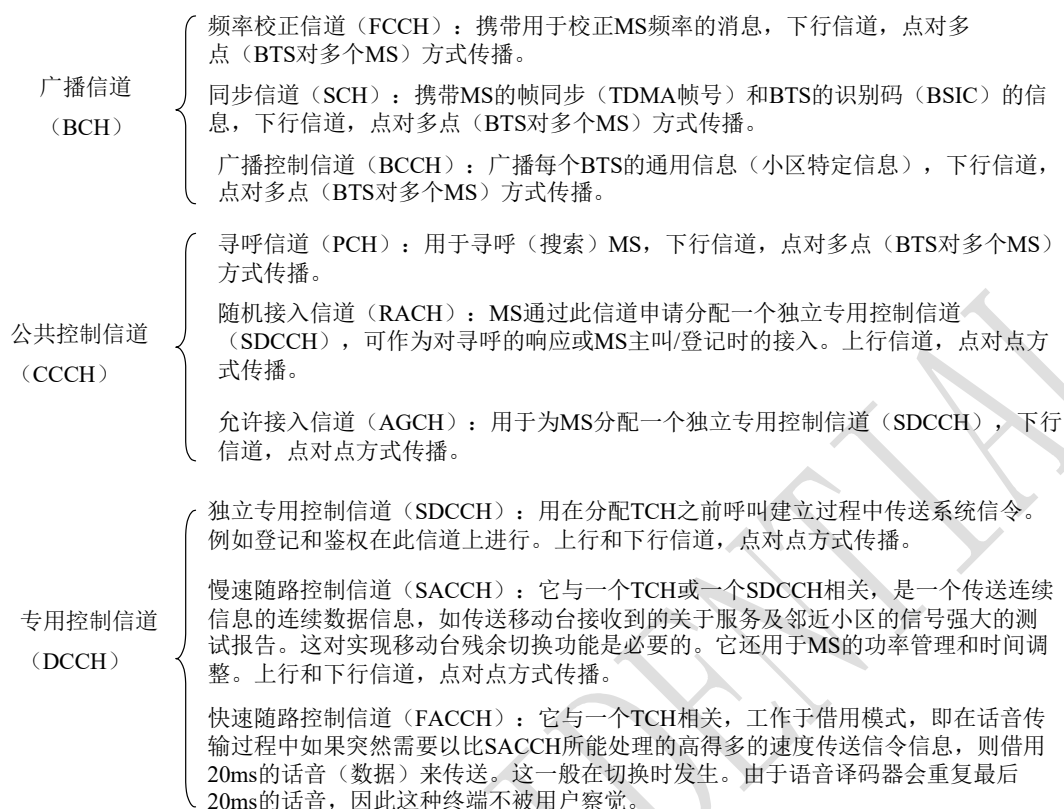 广播信道
（BCH）
频率校正信道（FCCH）：携带用于校正MS频率的消息，下行信道，点对多
点（BTS对多个MS）方式传播。
同步信道（SCH）：携带MS的帧同步（TDMA帧号）和BTS的识别码（BSIC）的信
息，下行信道，点对多点（BTS对多个MS）方式传播。
广播控制信道（BCCH）：广播每个BTS的通用信息（小区特定信息），下行信道，
点对多点（BTS对多个MS）方式传播。
公共控制信道
（CCCH）
寻呼信道（PCH）：用于寻呼（搜索）MS，下行信道，点对多点（BTS对多个MS）
方式传播。
随机接入信道（RACH）：MS通过此信道申请分配一个独立专用控制信道
（SDCCH），可作为对寻呼的响应或MS主叫/登记时的接入。上行信道，点对点方
式传播。
允许接入信道（AGCH）：用于为MS分配一个独立专用控制信道（SDCCH），下行
信道，点对点方式传播。
专用控制信道
（DCCH）
独立专用控制信道（SDCCH）：用在分配TCH之前呼叫建立过程中传送系统信令。
例如登记和鉴权在此信道上进行。上行和下行信道，点对点方式传播。
慢速随路控制信道（SACCH）：它与一个TCH或一个SDCCH相关，是一个传送连续
信息的连续数据信息，如传送移动台接收到的关于服务及邻近小区的信号强大的测
试报告。这对实现移动台残余切换功能是必要的。它还用于MS的功率管理和时间调
整。上行和下行信道，点对点方式传播。
快速随路控制信道（FACCH）：它与一个TCH相关，工作于借用模式，即在话音传
输过程中如果突然需要以比SACCH所能处理的高得多的速度传送信令信息，则借用
20ms的话音（数据）来传送。这一般在切换时发生。由于语音译码器会重复最后
20ms的话音，因此这种终端不被用户察觉。
IDENTIAL